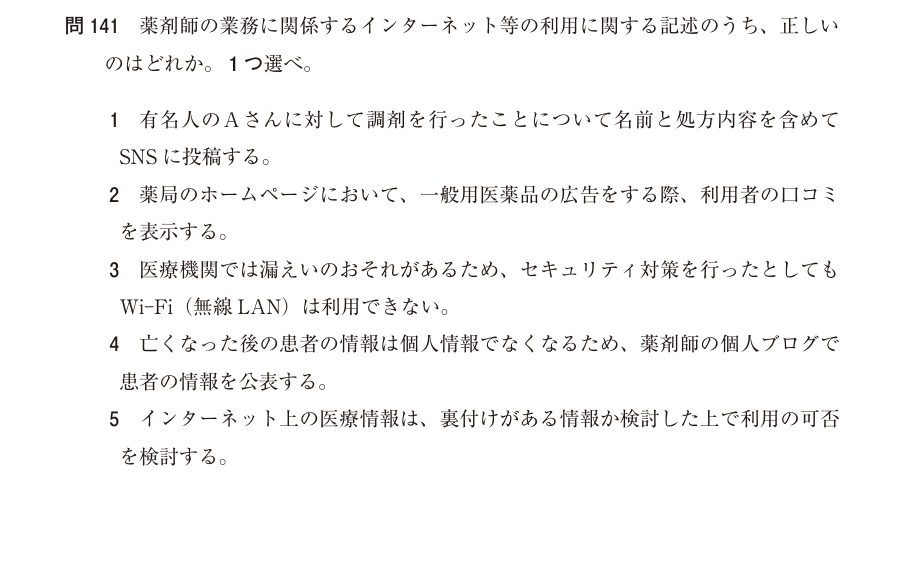 問 141　薬剤師の業務に関係するインターネット等の利用に関する記述のうち、正しい
のはどれか。1つ選べ。
1　有名人のAさんに対して調剤を行ったことについて名前と処方内容を含めて
SNS に投稿する。
2　薬局のホームページにおいて、一般用医薬品の広告をする際、利用者の口コミ
を表示する。
3　医療機関では漏えいのおそれがあるため、セキュリティ対策を行ったとしても
Wi-Fi（無線 LAN）は利用できない。
4　亡くなった後の患者の情報は個人情報でなくなるため、薬剤師の個人ブログで
患者の情報を公表する。
5　インターネット上の医療情報は、裏付けがある情報か検討した上で利用の可否
を検討する。